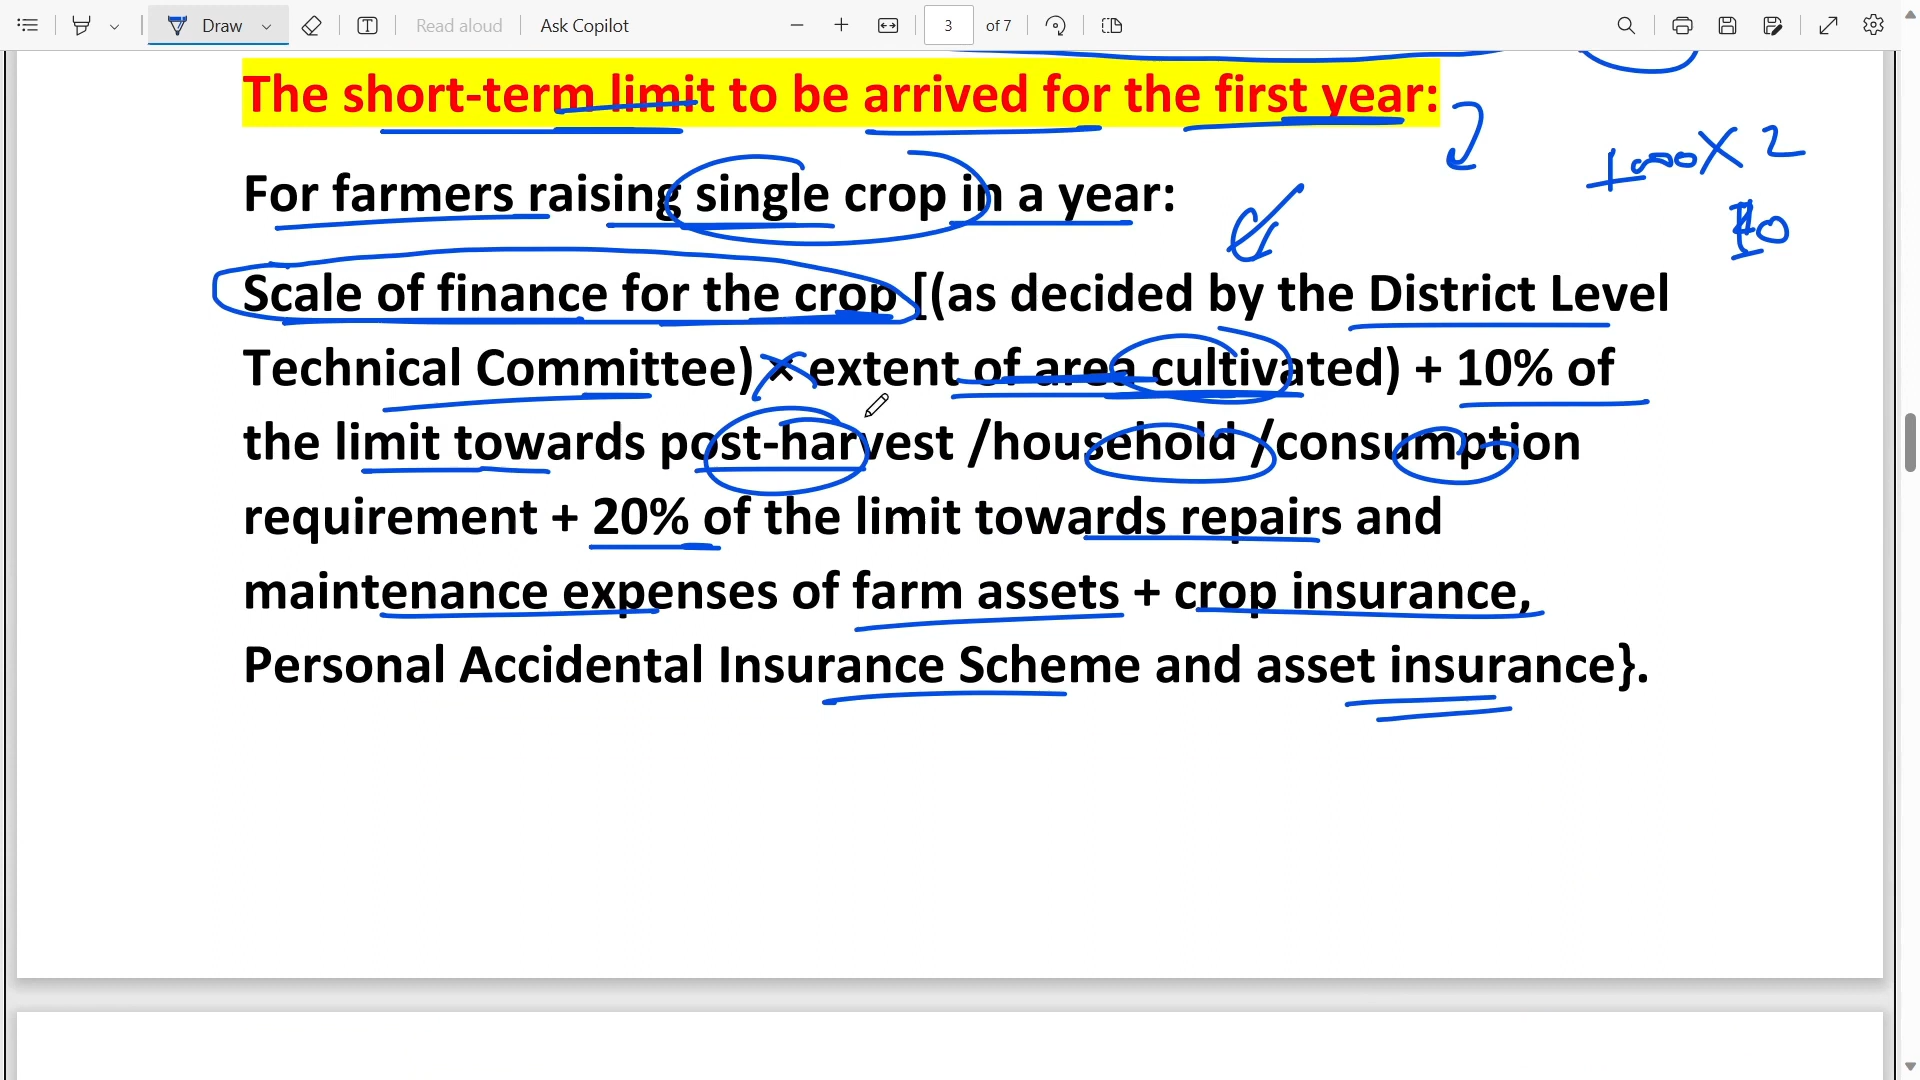 Draw
Read aloud
Ask Copilot
3
of 7
The short-term limit to be arrived for the first year:
For farmers raising single crop in a year:
Scale of finance for the crop [(as decided by the District Level
Technical Committee) × extent of area cultivated) + 10% of
the limit towards post-harvest /household /consumption
requirement + 20% of the limit towards repairs and
maintenance expenses of farm assets + crop insurance,
Personal Accidental Insurance Scheme and asset insurance}.
X 2